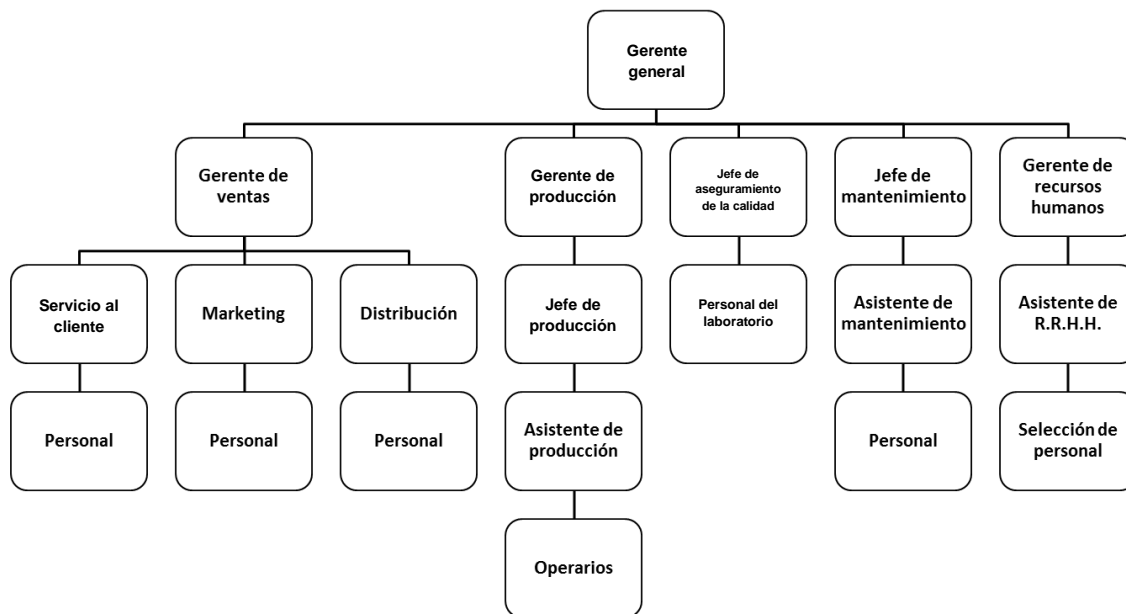 Gerente
general
Gerente de
ventas
Gerente de
producción
Jefe de
aseguramiento
de la calidad
Jefe de
mantenimiento
Gerente de
recursos
humanos
Servicio al
cliente
Marketing
Distribución
Jefe de
producción
Personal del
laboratorio
Asistente de
mantenimiento
Asistente de
R.R.H.H.
Personal
Personal
Personal
Asistente de
producción
Personal
Selección de
personal
Operarios